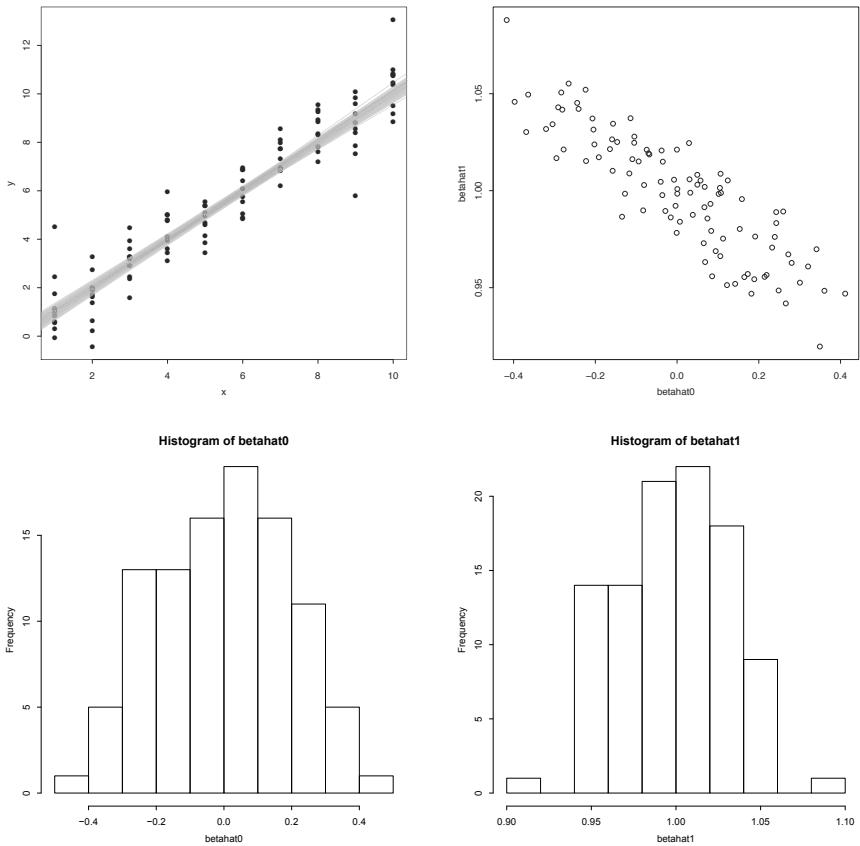 12
10
8
6
4
2
0
y
2 4 6 8 10
x
1.05
1.00
0.95
betahat1
−0.4 −0.2 0.0 0.2 0.4
betahat0
Histogram of betahat0
15
10
5
0
Frequency
−0.4 −0.2 0.0 0.2 0.4
betahat0
Histogram of betahat1
20
15
10
5
0
Frequency
0.90 0.95 1.00 1.05 1.10
betahat1